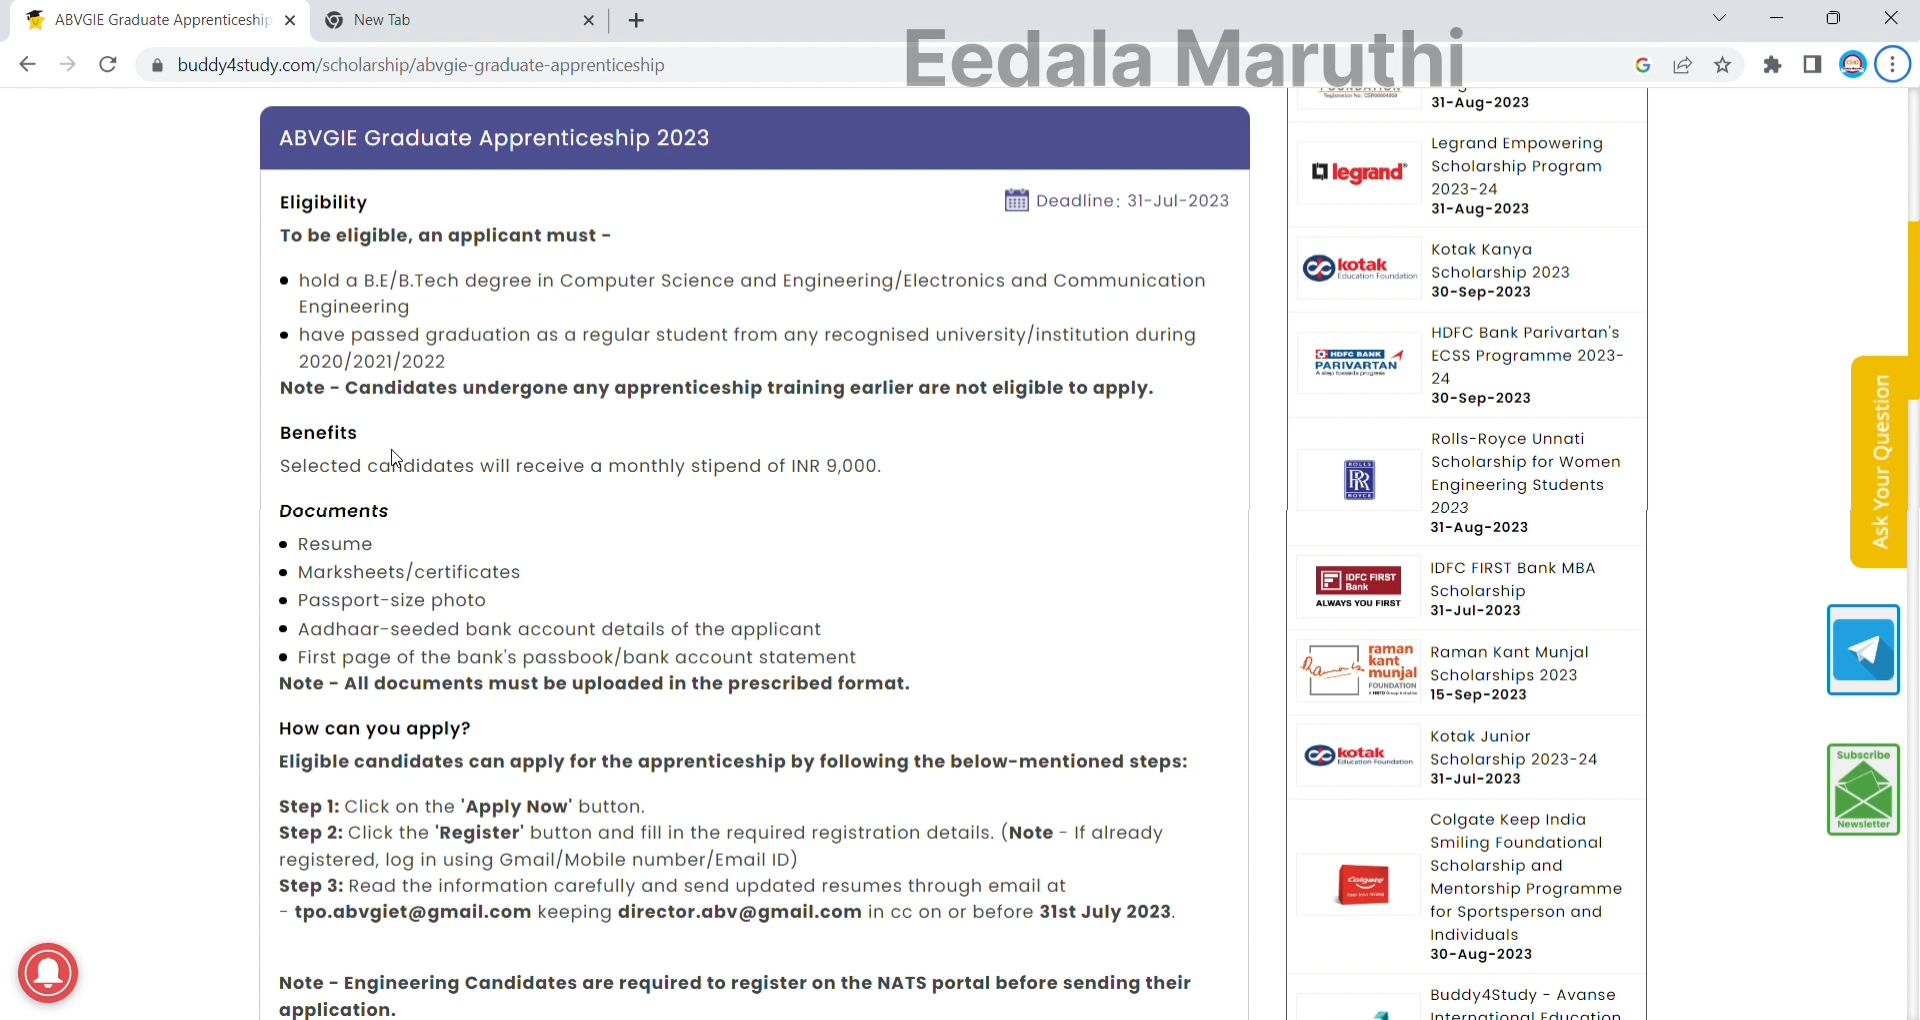 ABVGIE Graduate Apprenticeship
New Tab
buddy4study.com/scholarship/abvgie-graduate-apprenticeship
Eedala Maruthi
ABVGIE Graduate Apprenticeship 2023
Eligibility
Deadline: 31-Jul-2023
To be eligible, an applicant must -
hold a B.E/B.Tech degree in Computer Science and Engineering/Electronics and Communication
Engineering
have passed graduation as a regular student from any recognised university/institution during
2020/2021/2022
Note - Candidates undergone any apprenticeship training earlier are not eligible to apply.
Benefits
Selected candidates will receive a monthly stipend of INR 9,000.
Documents
Resume
Marksheets/certificates
Passport-size photo
Aadhaar-seeded bank account details of the applicant
First page of the bank's passbook/bank account statement
Note - All documents must be uploaded in the prescribed format.
How can you apply?
Eligible candidates can apply for the apprenticeship by following the below-mentioned steps:
Step 1: Click on the 'Apply Now' button.
Step 2: Click the 'Register' button and fill in the required registration details. (Note - If already
registered, log in using Gmail/Mobile number/Email ID)
Step 3: Read the information carefully and send updated resumes through email at
- tpo.abvgiet@gmail.com keeping director.abv@gmail.com in cc on or before 31st July 2023.
Note - Engineering Candidates are required to register on the NATS portal before sending their
application.
31-Aug-2023
legrand
Legrand Empowering
Scholarship Program
2023-24
31-Aug-2023
kotak
Education Foundation
Kotak Kanya
Scholarship 2023
30-Sep-2023
HDFC BANK
PARIVARTAN
A step towards progress
HDFC Bank Parivartan's
ECSS Programme 2023-
24
30-Sep-2023
ROLLS
RR
ROYCE
Rolls-Royce Unnati
Scholarship for Women
Engineering Students
2023
31-Aug-2023
IDFC FIRST
Bank
ALWAYS YOU FIRST
IDFC FIRST Bank MBA
Scholarship
31-Jul-2023
raman
kant
munjal
FOUNDATION
Raman Kant Munjal
Scholarships 2023
15-Sep-2023
kotak
Education Foundation
Kotak Junior
Scholarship 2023-24
31-Jul-2023
Colgate
Colgate Keep India
Smiling Foundational
Scholarship and
Mentorship Programme
for Sportsperson and
Individuals
30-Aug-2023
Buddy4Study - Avanse
International Education
Ask Your Question
Subscribe
Newsletter